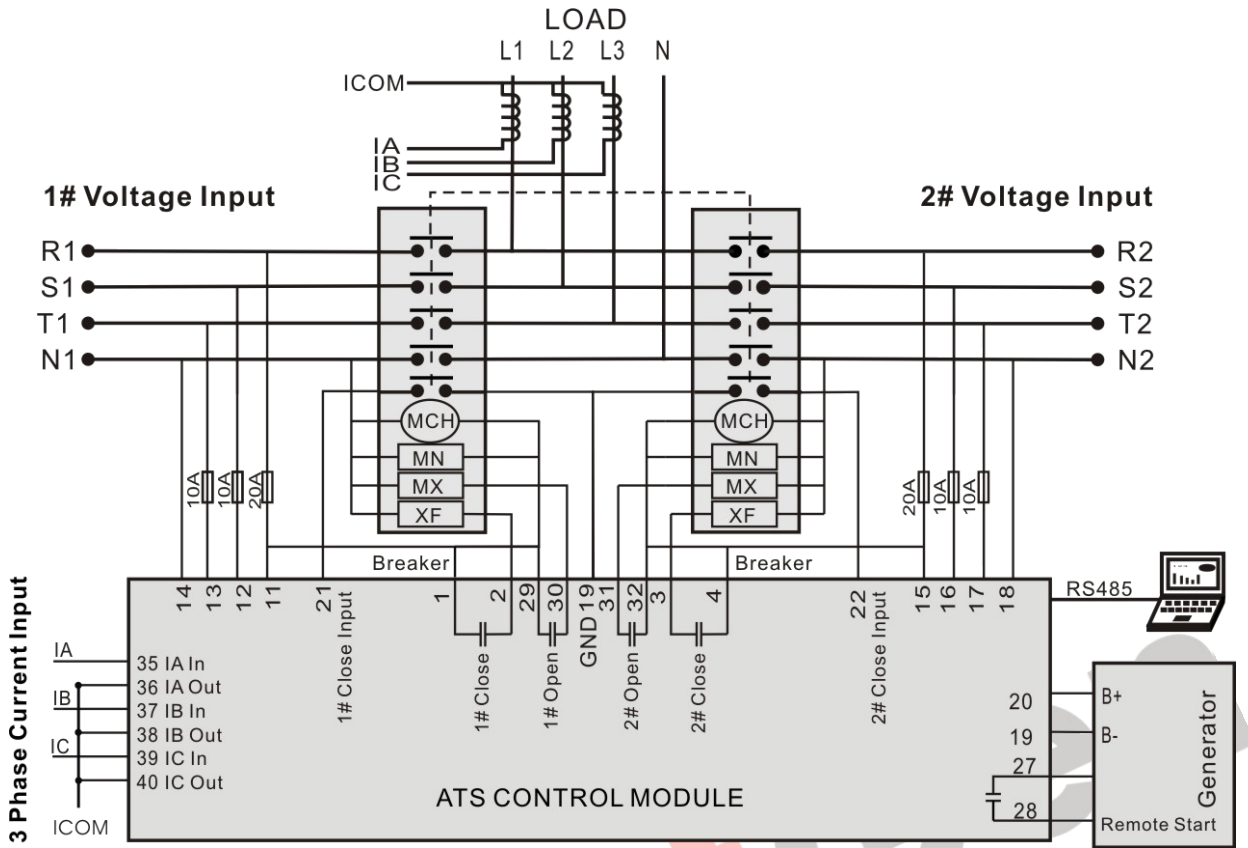 LOAD
L1 L2 L3 N
ICOM
IA
IB
IC
1# Voltage Input
2# Voltage Input
R1
S1
T1
N1
R2
S2
T2
N2
MCH
MN
MX
XF
MCH
MN
MX
XF
10A
10A
20A
20A
10A
10A
Breaker
Breaker
RS485
14 13 12 11 21 1 2 29 30 19 31 32 3 4 22 15 16 17 18
1# Close Input
1# Close
1# Open
GND
2# Open
2# Close
2# Close Input
3 Phase Current Input
IA
IB
IC
ICOM
35 IA In
36 IA Out
37 IB In
38 IB Out
39 IC In
40 IC Out
ATS CONTROL MODULE
20
19
27
28
B+
B-
Remote Start
Generator